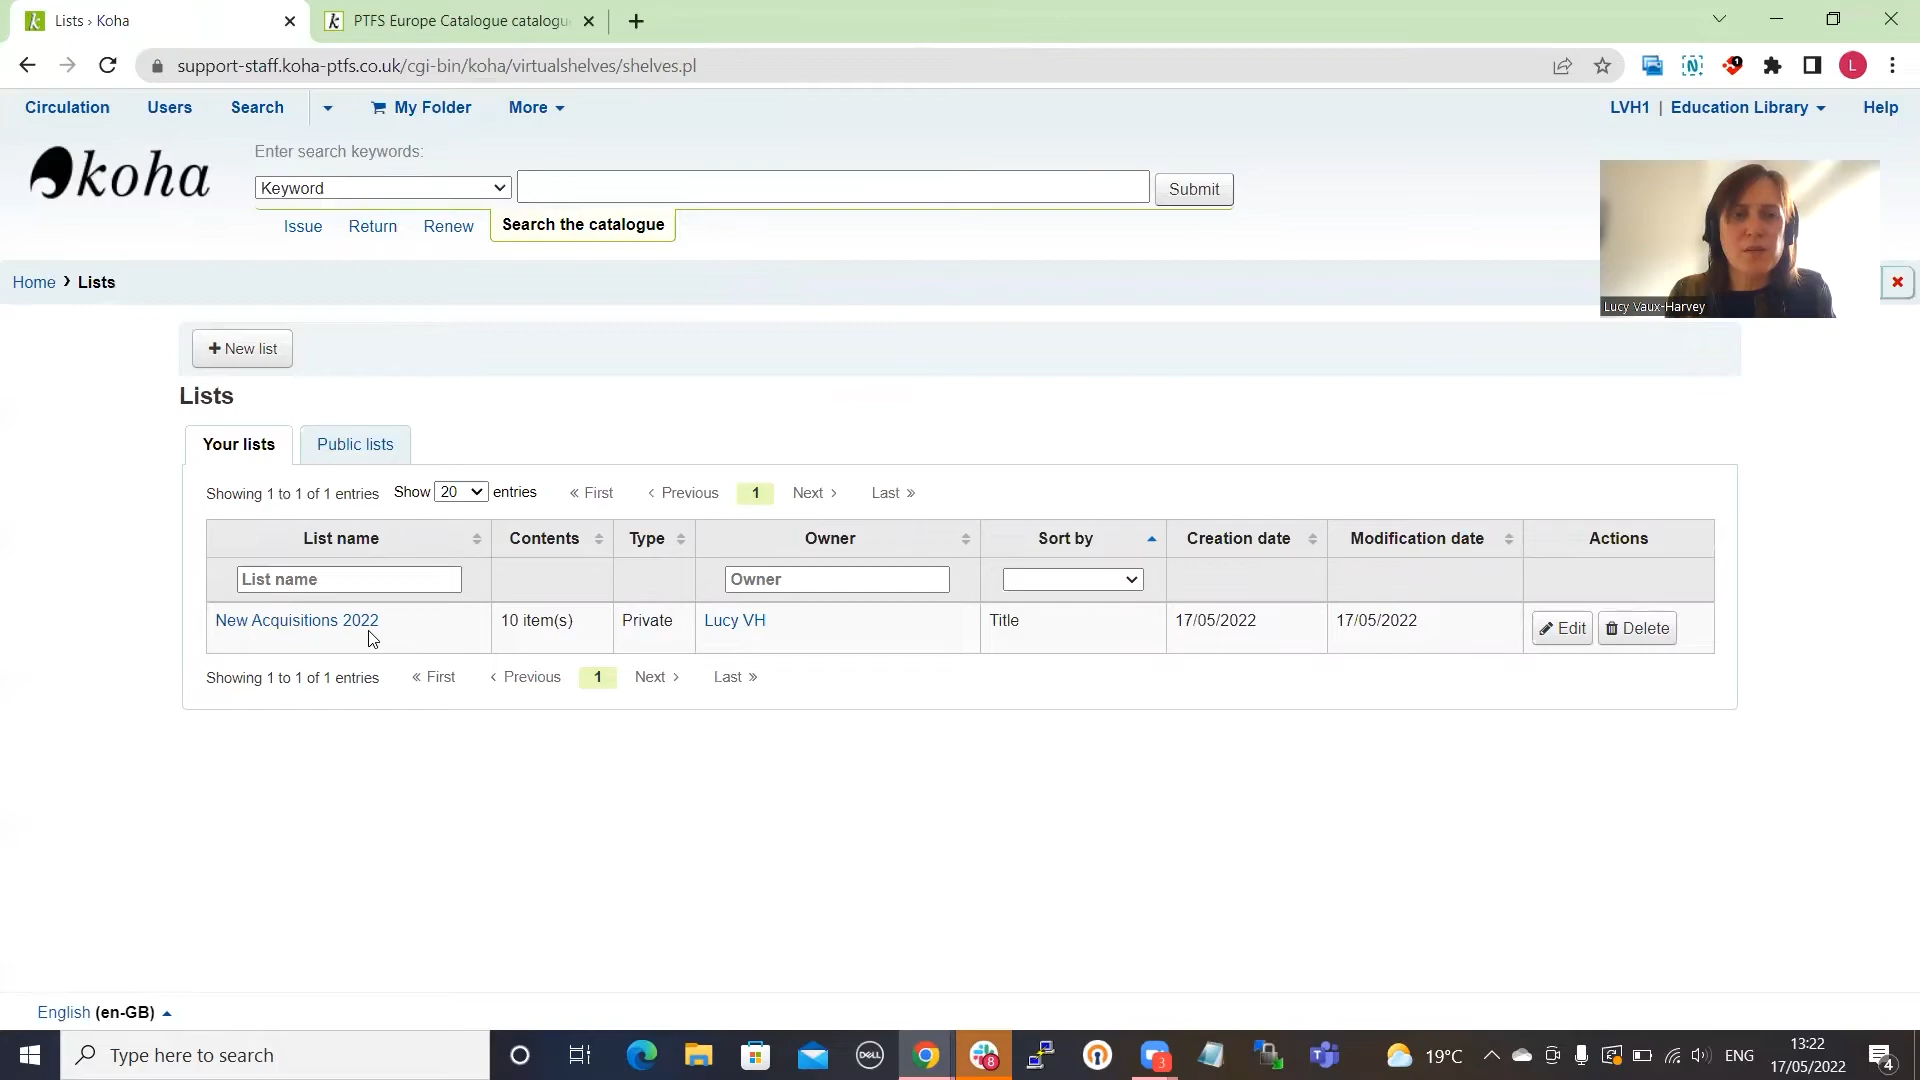 Lists › Koha
PTFS Europe Catalogue catalogu
support-staff.koha-ptfs.co.uk/cgi-bin/koha/virtualshelves/shelves.pl
L
Circulation Users Search My Folder More
LVH1 | Education Library Help
koha
Enter search keywords:
Keyword Submit
Issue Return Renew Search the catalogue
Lucy Vaux-Harvey
Home › Lists
+ New list
Lists
Your lists Public lists
Showing 1 to 1 of 1 entries Show 20 entries « First ‹ Previous 1 Next › Last »
List name Contents Type Owner Sort by Creation date Modification date Actions
List name Owner
New Acquisitions 2022 10 item(s) Private Lucy VH Title 17/05/2022 17/05/2022 Edit Delete
Showing 1 to 1 of 1 entries « First ‹ Previous 1 Next › Last »
English (en-GB)
Type here to search
DELL
8
3
19°C
ENG
13:22
17/05/2022
4